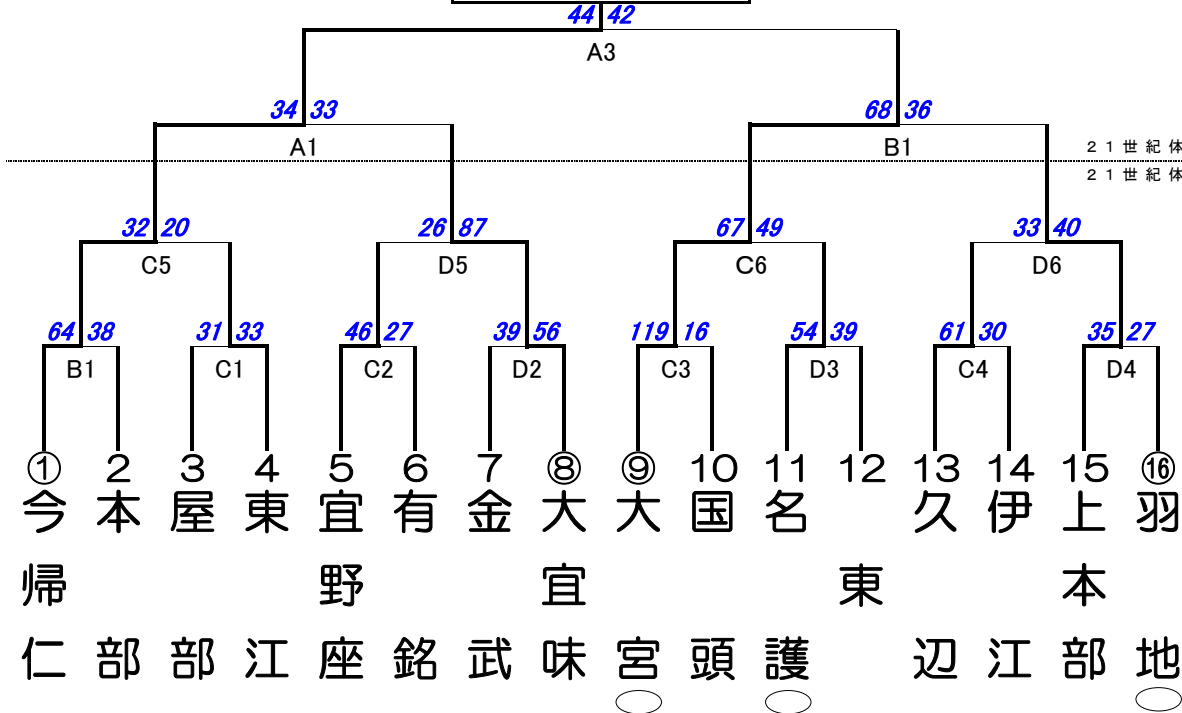 44 42
A3
34 33 68 36
A1 B1 21世紀体
21世紀体
32 20 26 87 67 49 33 40
C5 D5 C6 D6
64 38 31 33 46 27 39 56 119 16 54 39 61 30 35 27
B1 C1 C2 D2 C3 D3 C4 D4
① 2 3 4 5 6 7 ⑧ ⑨ 10 11 12 13 14 15 ⑯
今帰仁
本部
屋部
東江
宜野座
有銘
金武
大宜味
大宮
国頭
名護
東
久辺
伊江
上本部
羽地